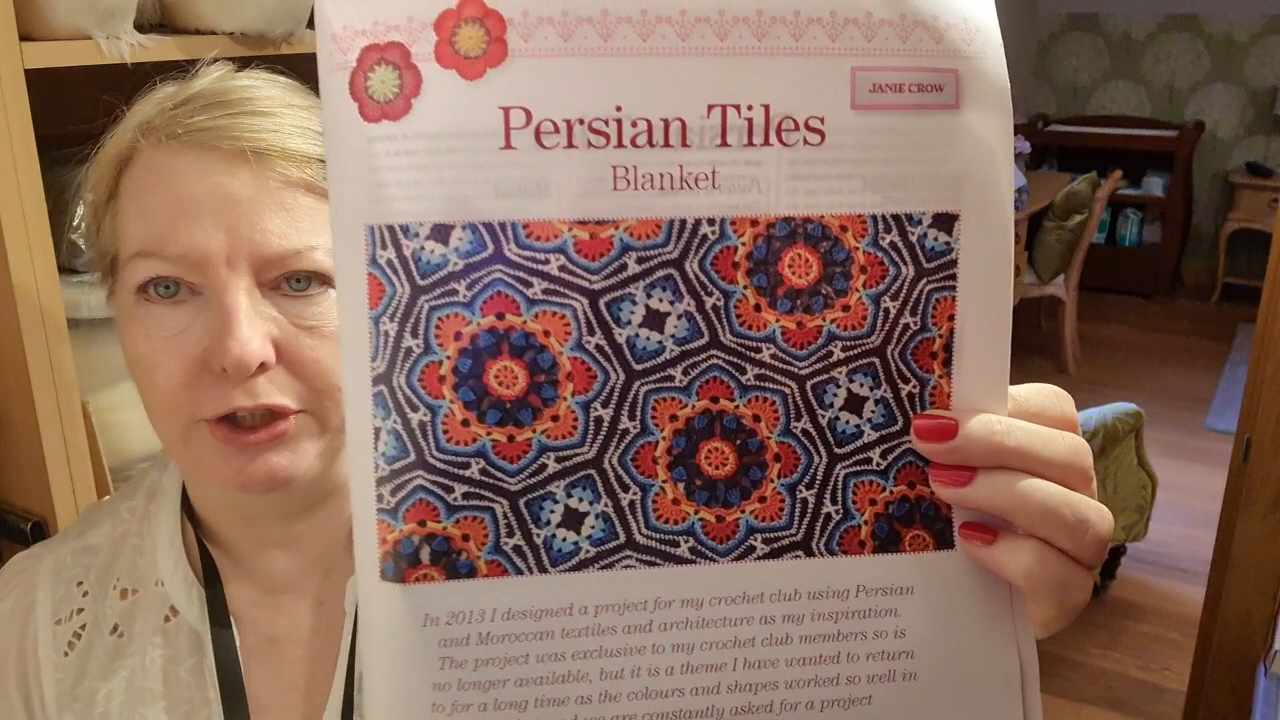 JANIE CROW
Persian Tiles
Blanket
In 2013 I designed a project for my crochet club using Persian
and Moroccan textiles and architecture as my inspiration.
The project was exclusive to my crochet club members so is
no longer available, but it is a theme I have wanted to return
to for a long time as the colours and shapes worked so well in
we are constantly asked for a project